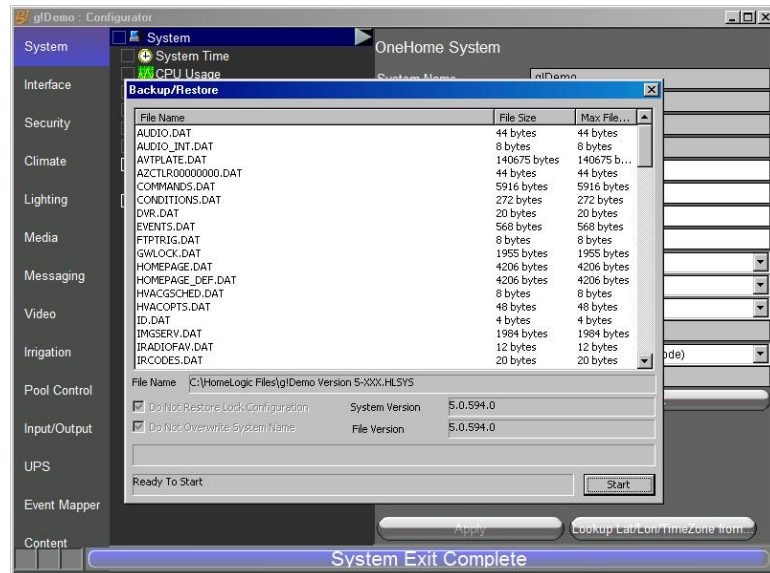 g!Demo : Configurator
System
Interface
Security
Climate
Lighting
Media
Messaging
Video
Irrigation
Pool Control
Input/Output
UPS
Event Mapper
Content
System
System Time
CPU Usage
OneHome System
System Name g!Demo
Backup/Restore
File Name File Size Max File...
AUDIO.DAT 44 bytes 44 bytes
AUDIO_INT.DAT 8 bytes 8 bytes
AVTPLATE.DAT 140675 bytes 140675 b...
AZCTLR00000000.DAT 44 bytes 44 bytes
COMMANDS.DAT 5916 bytes 5916 bytes
CONDITIONS.DAT 272 bytes 272 bytes
DVR.DAT 20 bytes 20 bytes
EVENTS.DAT 568 bytes 568 bytes
FTPTRIG.DAT 8 bytes 8 bytes
GWLOCK.DAT 1955 bytes 1955 bytes
HOMEPAGE.DAT 4206 bytes 4206 bytes
HOMEPAGE_DEF.DAT 4206 bytes 4206 bytes
HVACGSCHED.DAT 8 bytes 8 bytes
HVACOPTS.DAT 48 bytes 48 bytes
ID.DAT 4 bytes 4 bytes
IMGSERV.DAT 1984 bytes 1984 bytes
IRADIOFAV.DAT 12 bytes 12 bytes
IRCODES.DAT 20 bytes 20 bytes
File Name C:\HomeLogic Files\g!Demo Version 5-XXX.HLSYS
Do Not Restore Lock Configuration System Version 5.0.594.0
Do Not Overwrite System Name File Version 5.0.594.0
Ready To Start Start
ode)
Apply Lookup Lat/Lon/TimeZone from...
System Exit Complete